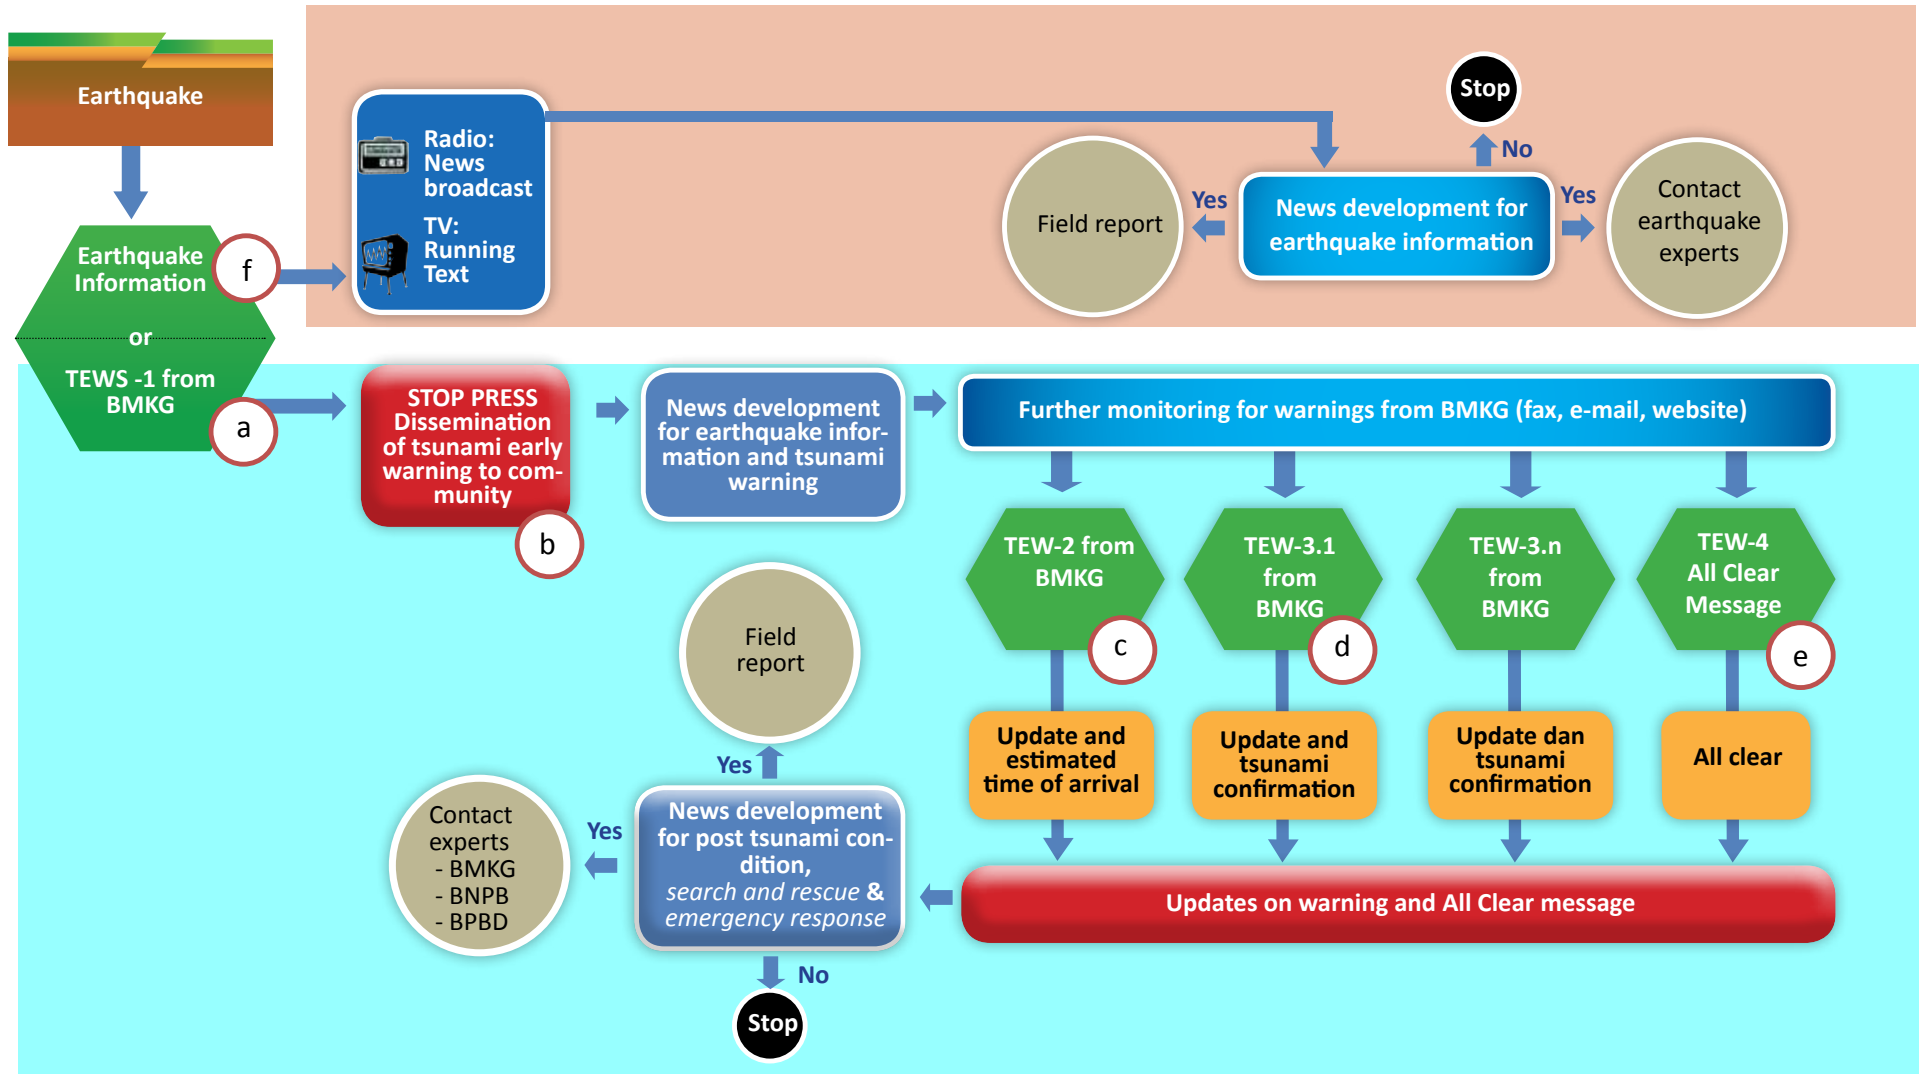 Earthquake
Earthquake
Information
f
or
TEWS -1 from
BMKG
a
Radio:
News
broadcast
TV:
Running
Text
Stop
No
Field report
Yes
News development for
earthquake information
Yes
Contact
earthquake
experts
STOP PRESS
Dissemination
of tsunami early
warning to com-
munity
b
News development
for earthquake infor-
mation and tsunami
warning
Further monitoring for warnings from BMKG (fax, e-mail, website)
TEW-2 from
BMKG
c
TEW-3.1
from
BMKG
d
TEW-3.n
from
BMKG
TEW-4
All Clear
Message
e
Update and
estimated
time of arrival
Update and
tsunami
confirmation
Update dan
tsunami
confirmation
All clear
Updates on warning and All Clear message
Field
report
Yes
News development
for post tsunami con-
dition,
search and rescue &
emergency response
Yes
Contact
experts
- BMKG
- BNPB
- BPBD
No
Stop